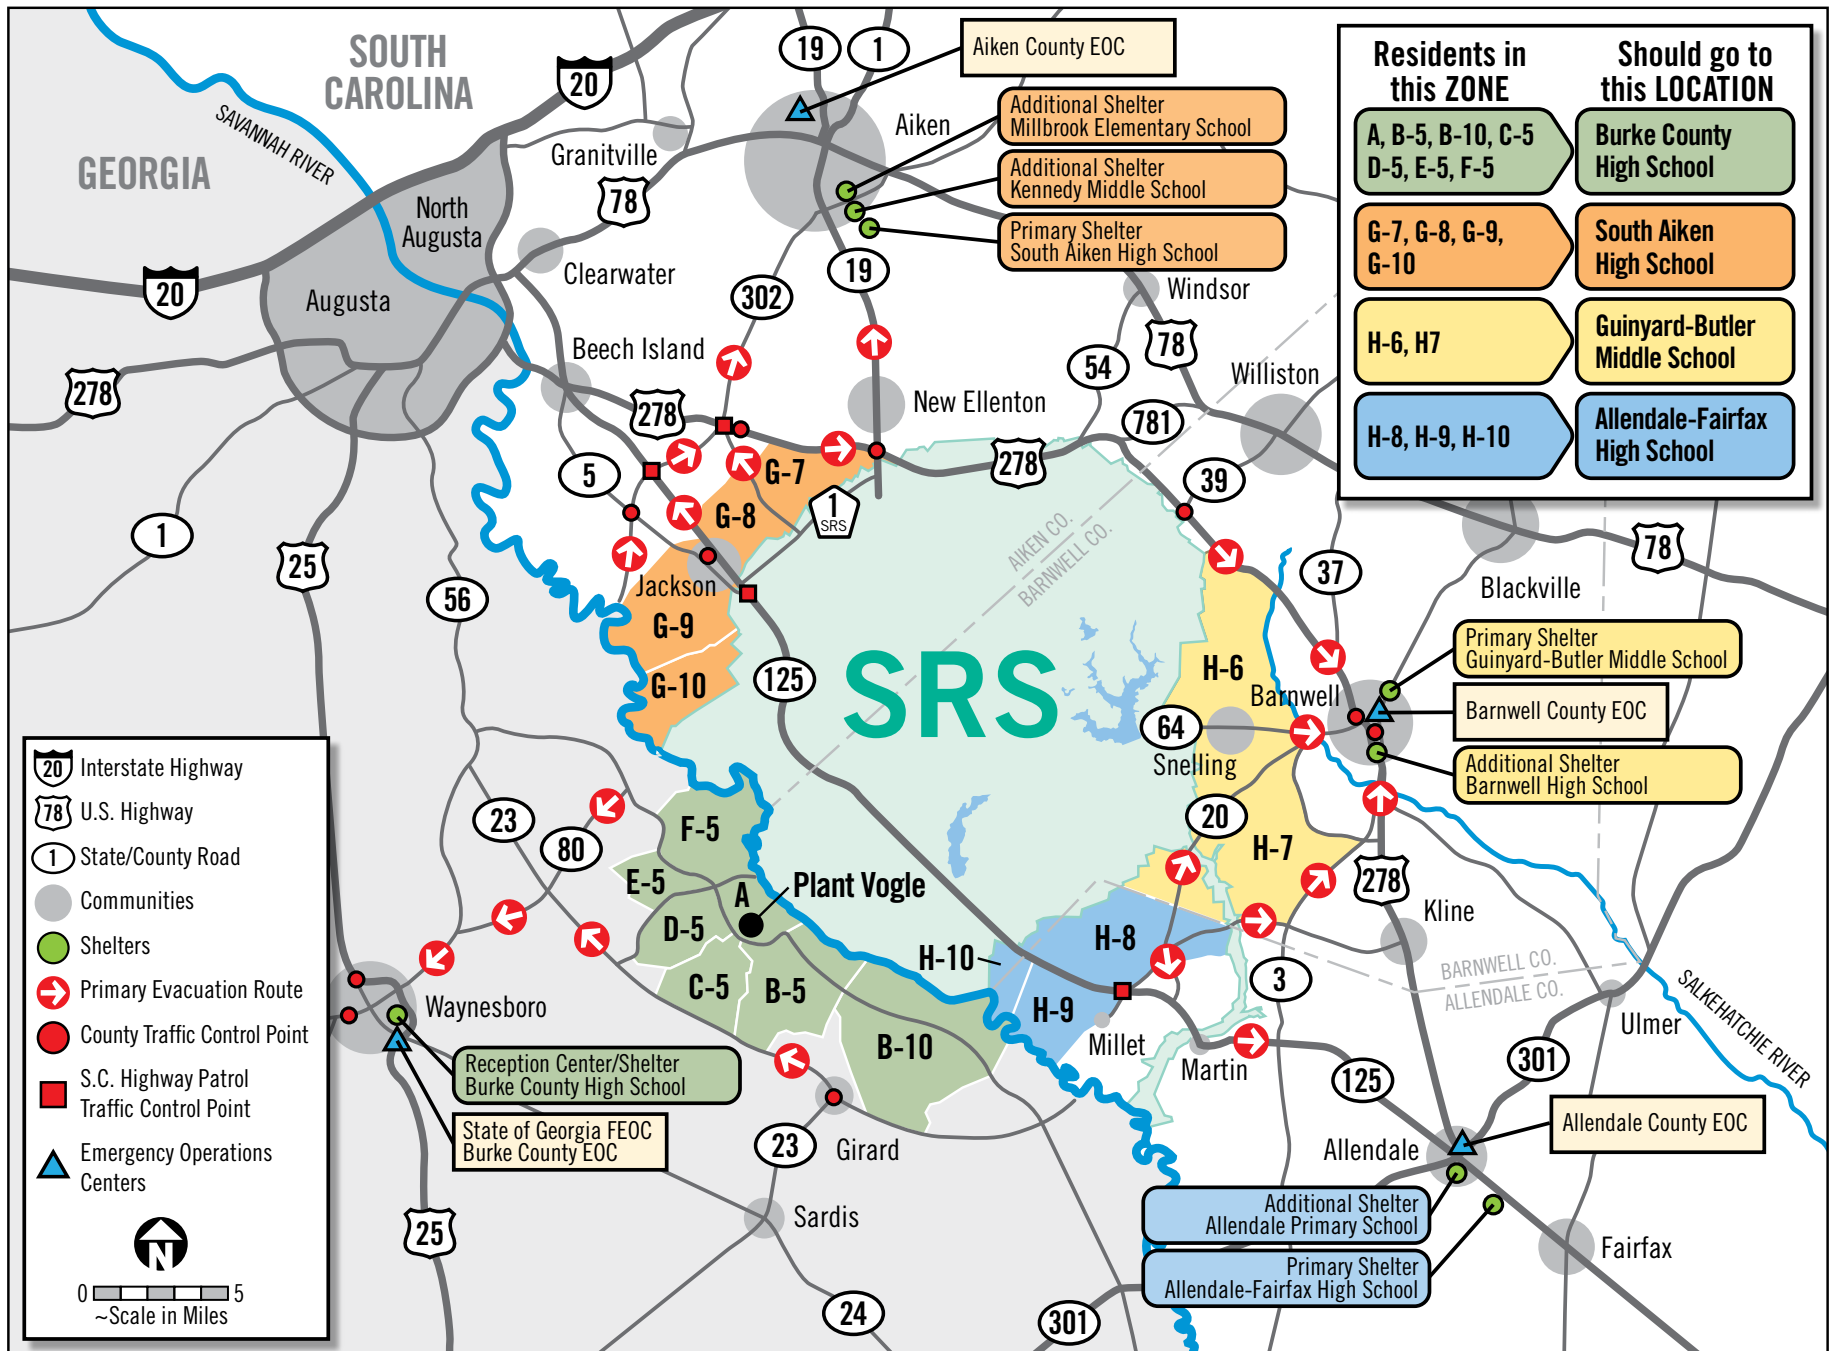 SOUTH
CAROLINA
GEORGIA
SAVANNAH RIVER
20
19
1
Aiken County EOC
Aiken
Additional Shelter
Millbrook Elementary School
Additional Shelter
Kennedy Middle School
Primary Shelter
South Aiken High School
Granitville
78
North
Augusta
Clearwater
20
Augusta
302
19
Windsor
78
Beech Island
278
278
New Ellenton
54
781
Williston
Residents in
this ZONE
Should go to
this LOCATION
A, B-5, B-10, C-5
D-5, E-5, F-5
Burke County
High School
G-7, G-8, G-9,
G-10
South Aiken
High School
H-6, H7
Guinyard-Butler
Middle School
H-8, H-9, H-10
Allendale-Fairfax
High School
5
G-7
G-8
1
SRS
278
39
1
25
56
Jackson
G-9
G-10
125
AIKEN CO.
BARNWELL CO.
37
78
Blackville
SRS
H-6
Barnwell
64
Snelling
Primary Shelter
Guinyard-Butler Middle School
Barnwell County EOC
Additional Shelter
Barnwell High School
20
H-7
278
Kline
23
80
F-5
E-5
A
Plant Vogle
D-5
C-5
B-5
B-10
H-10
H-8
H-9
Millet
Martin
3
BARNWELL CO.
ALLENDALE CO.
Ulmer
SALKEHATCHIE RIVER
301
125
20
Interstate Highway
78
U.S. Highway
1
State/County Road
Communities
Shelters
Primary Evacuation Route
County Traffic Control Point
S.C. Highway Patrol
Traffic Control Point
Emergency Operations
Centers
N
0
5
~Scale in Miles
Waynesboro
Reception Center/Shelter
Burke County High School
State of Georgia FEOC
Burke County EOC
25
23
Girard
Sardis
24
301
Allendale
Allendale County EOC
Additional Shelter
Allendale Primary School
Primary Shelter
Allendale-Fairfax High School
Fairfax